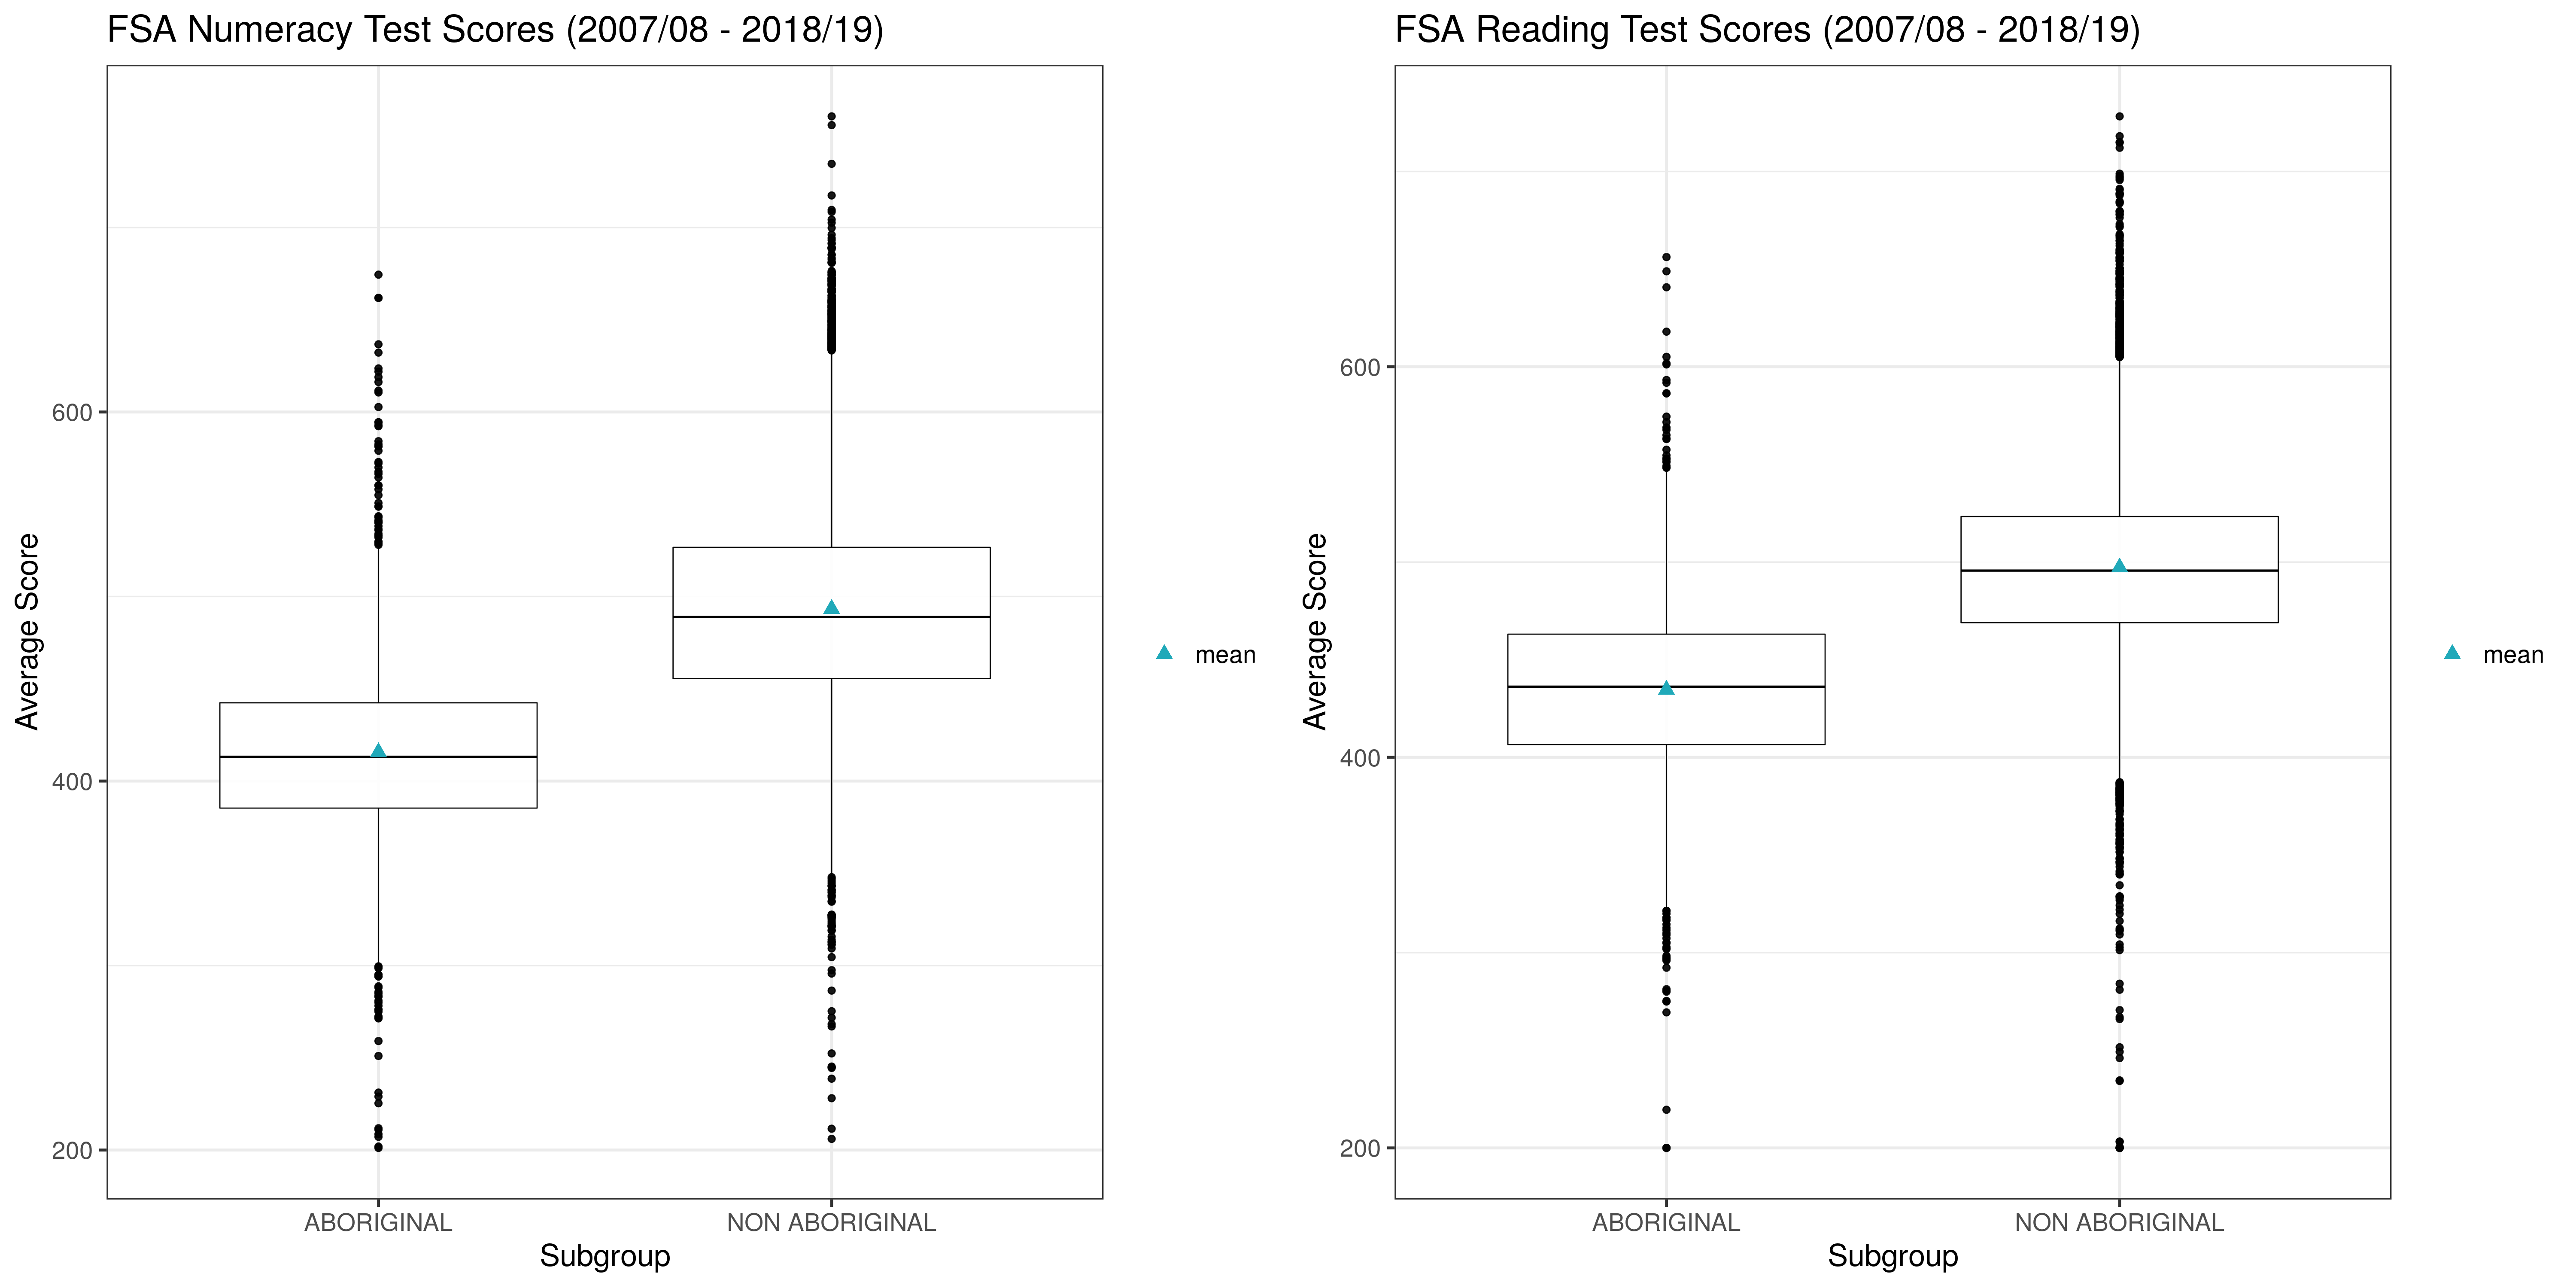 FSA Numeracy Test Scores (2007/08 - 2018/19)
Average Score
600
400
200
ABORIGINAL
NON ABORIGINAL
Subgroup
mean
FSA Reading Test Scores (2007/08 - 2018/19)
Average Score
600
400
200
ABORIGINAL
NON ABORIGINAL
Subgroup
mean